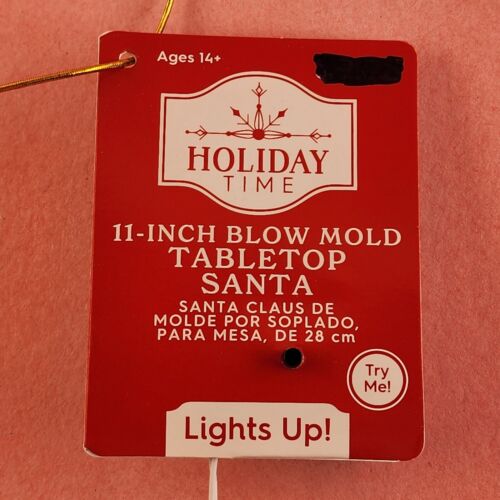 Ages 14+
HOLIDAY
TIME
11-INCH BLOW MOLD
TABLETOP
SANTA
SANTA CLAUS DE
MOLDE POR SOPLADO,
PARA MESA, DE 28 cm
Try
Me!
Lights Up!